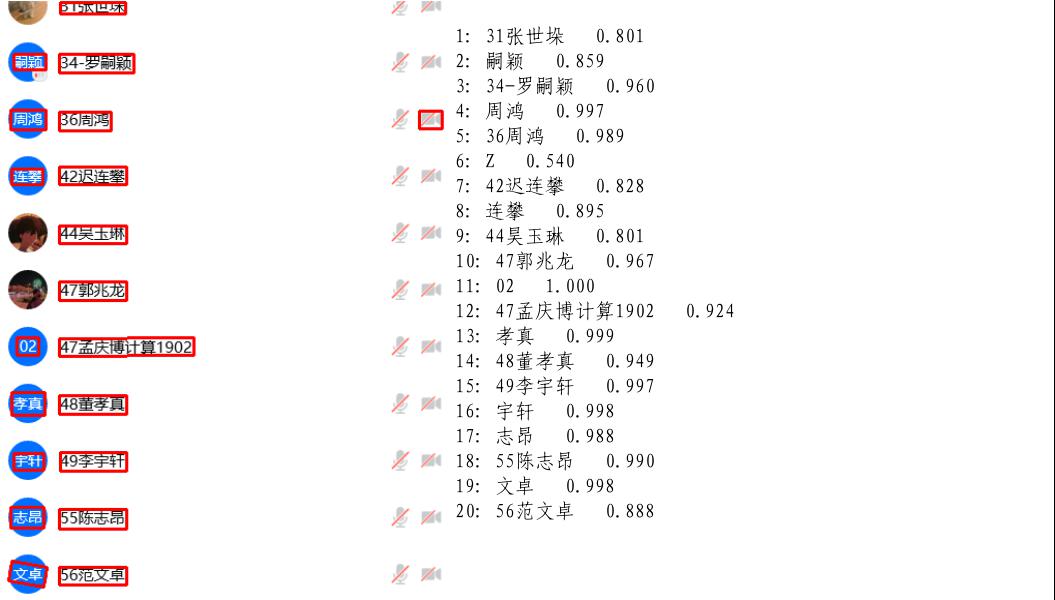 31张世垛
嗣颖
34-罗嗣颖
周鸿
36周鸿
连攀
42迟连攀
44吴玉琳
47郭兆龙
02
47孟庆博计算1902
孝真
48董孝真
宇轩
49李宇轩
志昂
55陈志昂
文卓
56范文卓
1: 31张世垛 0.801
2: 嗣颖 0.859
3: 34-罗嗣颖 0.960
4: 周鸿 0.997
5: 36周鸿 0.989
6: Z 0.540
7: 42迟连攀 0.828
8: 连攀 0.895
9: 44昊玉琳 0.801
10: 47郭兆龙 0.967
11: 02 1.000
12: 47孟庆博计算1902 0.924
13: 孝真 0.999
14: 48董孝真 0.949
15: 49李宇轩 0.997
16: 宇轩 0.998
17: 志昂 0.988
18: 55陈志昂 0.990
19: 文卓 0.998
20: 56范文卓 0.888